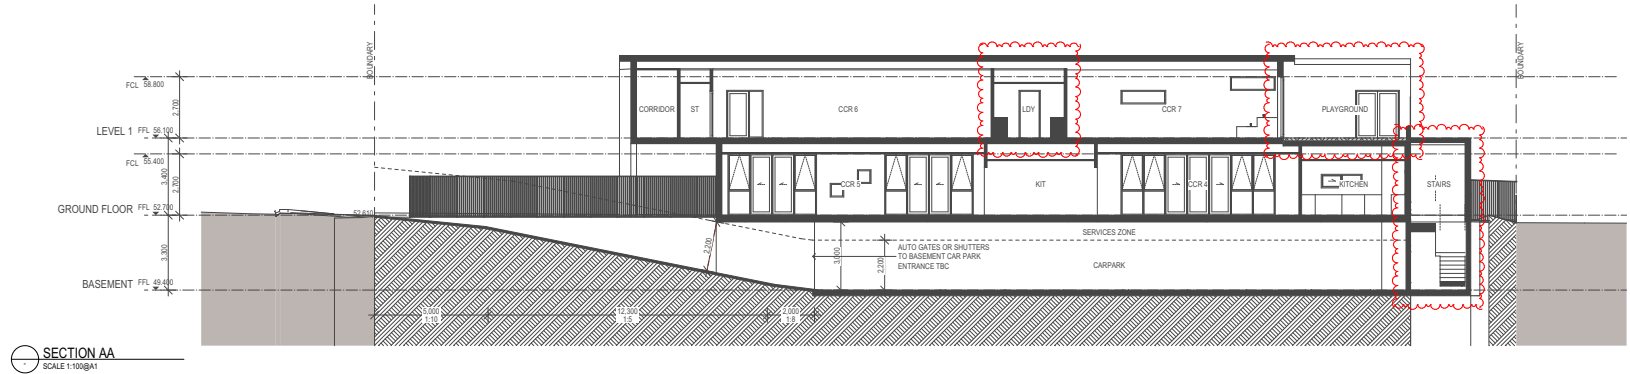 BOUNDARY
BOUNDARY
FCL 58.800
2,700
CORRIDOR
ST
CCR 6
LDY
CCR 7
PLAYGROUND
LEVEL 1 FFL 56.100
FCL 55.400
3,400
2,700
CCR 5
KIT
CCR 4
KITCHEN
STAIRS
GROUND FLOOR FFL 52.700
52.610
SERVICES ZONE
2,200
3,000
2,200
AUTO GATES OR SHUTTERS
TO BASEMENT CAR PARK
ENTRANCE TBC
CARPARK
3,300
BASEMENT FFL 49.400
5,000
1:10
12,300
1:5
2,000
1:8
SECTION AA
SCALE 1:100@A1